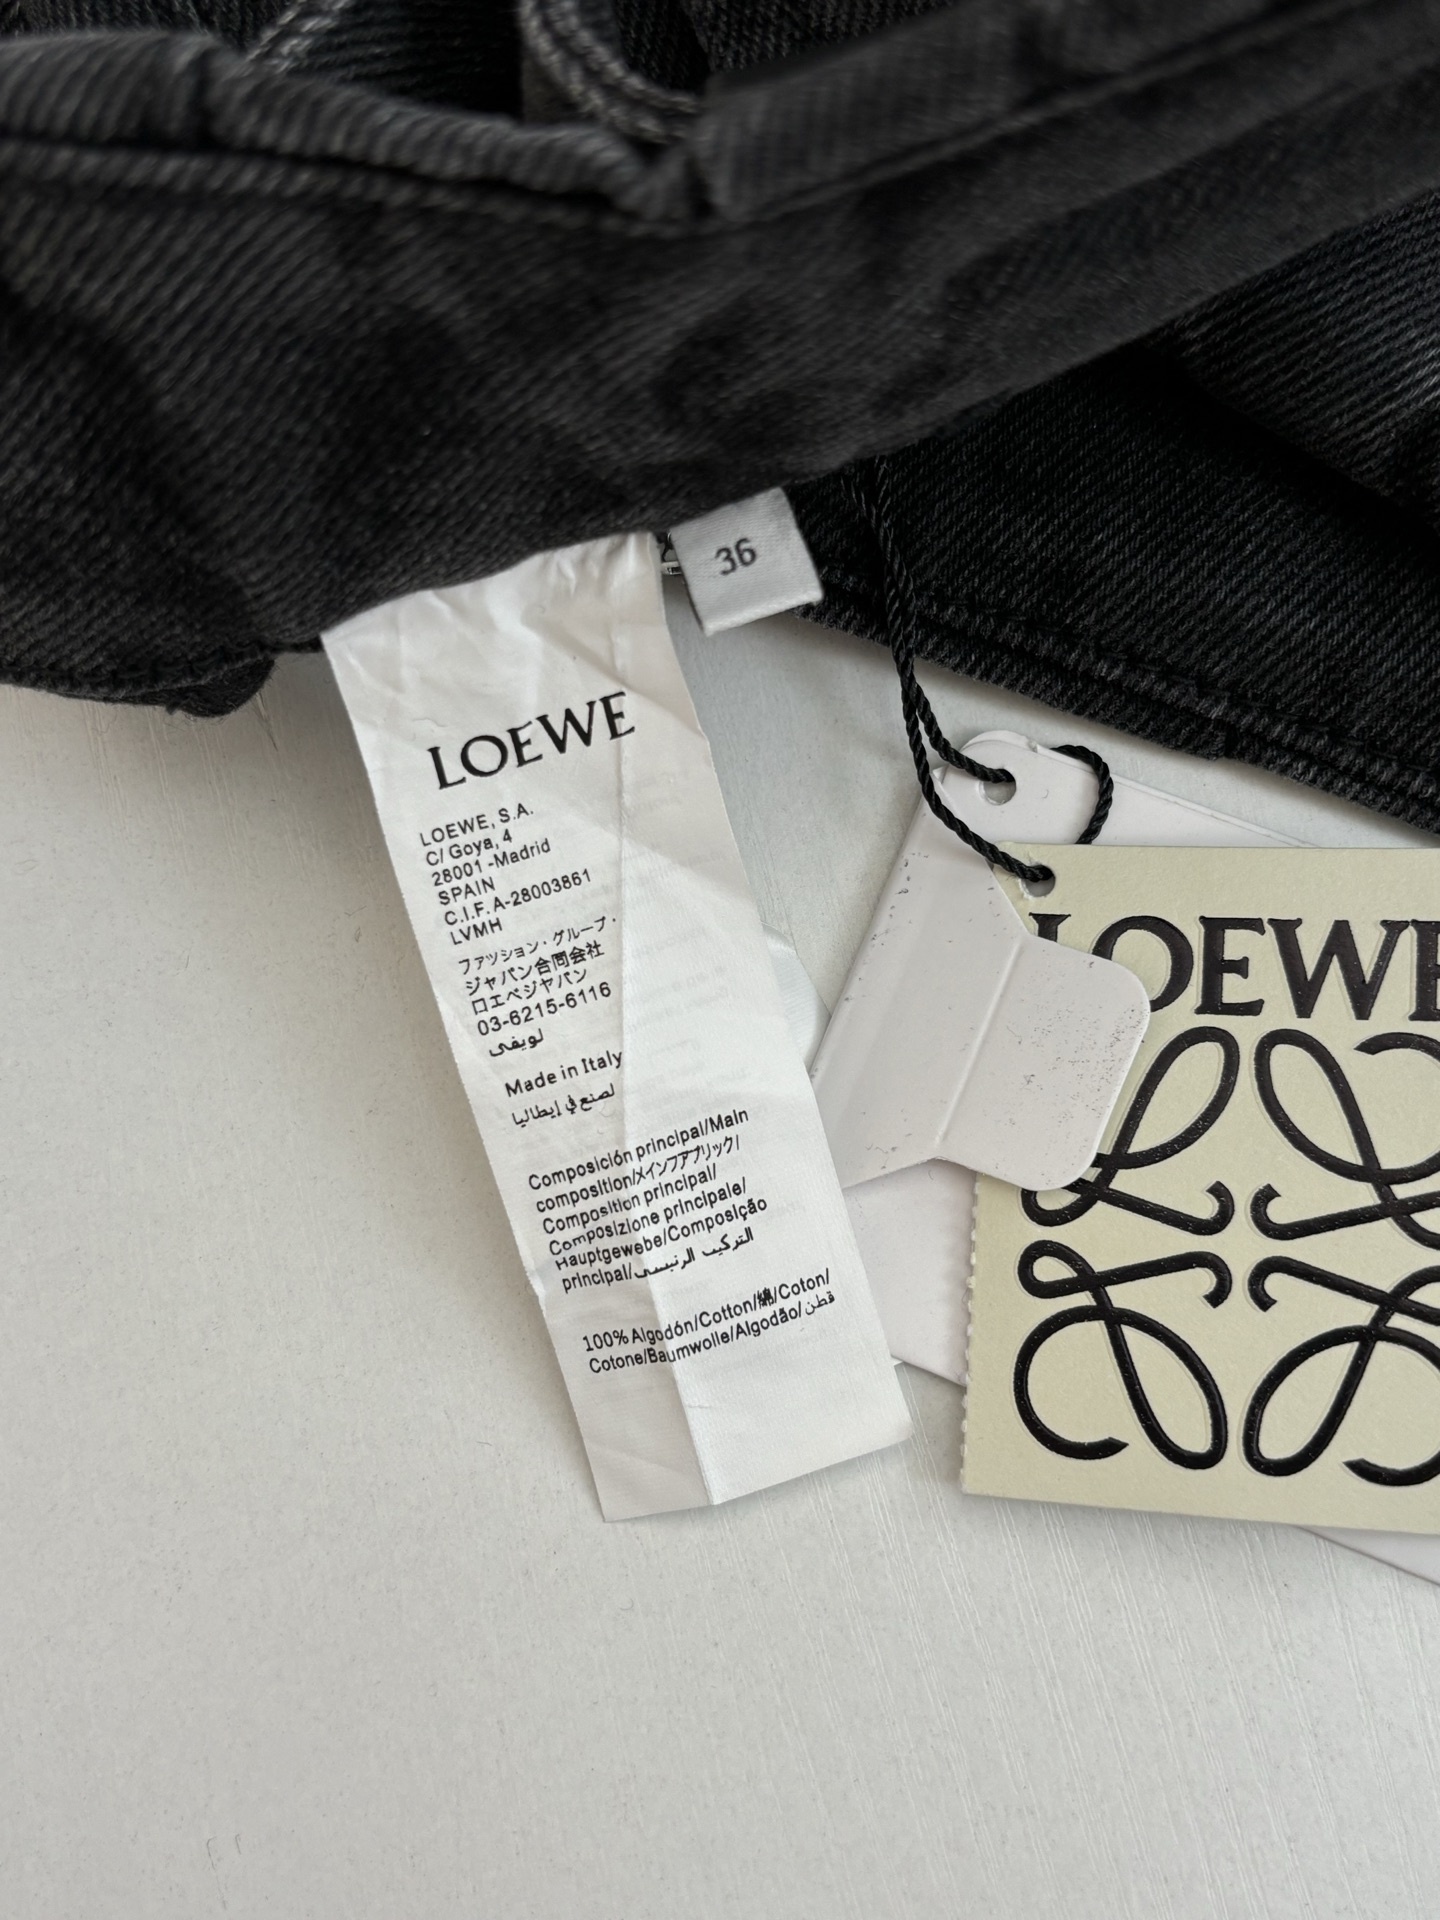 36
LOEWE
LOEWE, S.A.
C/ Goya, 4
28001 -Madrid
SPAIN
C.I.F. A-28003861
LVMH
ファッション・グループ・
ジャパン合同会社
ロエベジャパン
03-6215-6116
لويفي
Made in Italy
لصنع في إيطاليا
Composición principal/Main
composition/メインファブリック/
Composition principal/
Composizione principale/
Hauptgewebe/Composição
principal/التركيب الرئيسى
100% Algodón/Cotton/綿/Coton/
Cotone/Baumwolle/Algodão/قطن
LOEWE